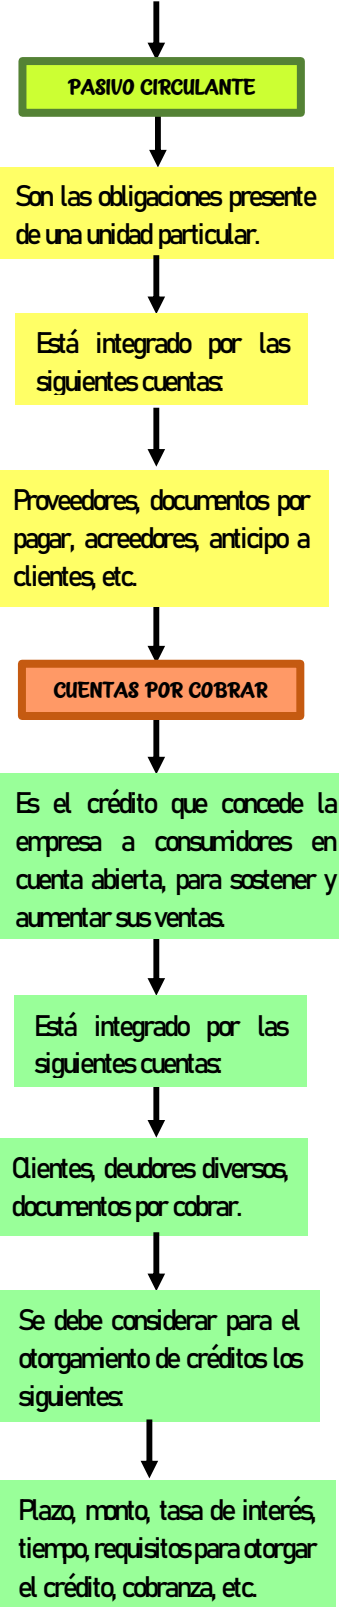 PASIVO CIRCULANTE
Son las obligaciones presente
de una unidad particular.
Está integrado por las
siguientes cuentas:
Proveedores, documentos por
pagar, acreedores, anticipo a
clientes, etc.
CUENTAS POR COBRAR
Es el crédito que concede la
empresa a consumidores en
cuenta abierta, para sostener y
aumentar sus ventas.
Está integrado por las
siguientes cuentas:
Clientes, deudores diversos,
documentos por cobrar.
Se debe considerar para el
otorgamiento de créditos los
siguientes:
Plazo, monto, tasa de interés,
tiempo, requisitos para otorgar
el crédito, cobranza, etc.